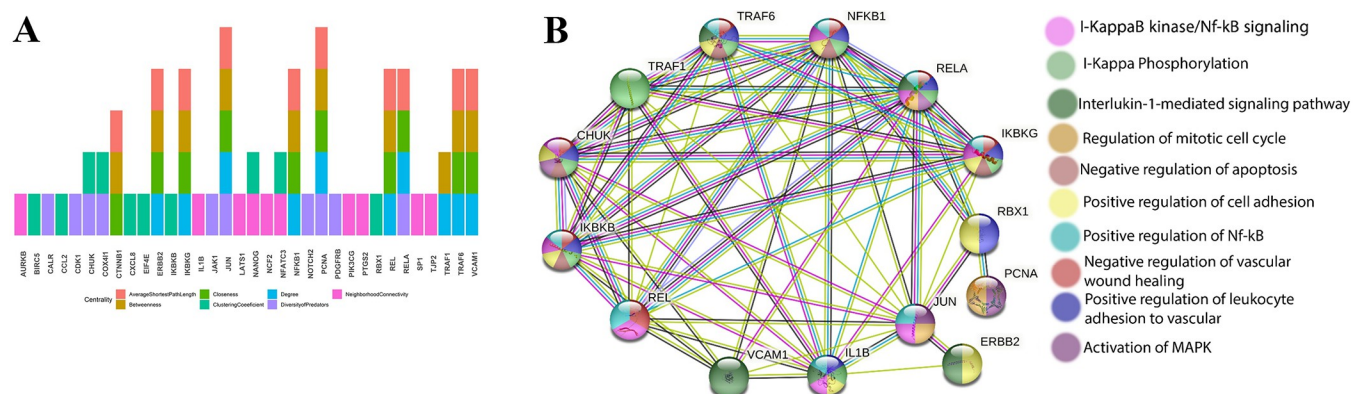 A
AURKB
BIRC5
CALR
CCL2
CDK1
CHUK
COX4I1
CTNNB1
CXCL8
EIF4E
ERBB2
IKBKB
IKBKG
IL1B
JAK1
JUN
LATS1
NANOG
NCF2
NFATC3
NFKB1
NOTCH2
PCNA
PDGFRB
PIK3CG
PTGS2
RBX1
REL
RELA
SP1
TJP2
TRAF1
TRAF6
VCAM1
Centrality
AverageShortestPathLength
Betweenness
Closeness
ClusteringCoeeficient
Degree
DiversityofPredators
NeighborhoodConnectivity
B
TRAF6
NFKB1
TRAF1
RELA
CHUK
IKBKG
IKBKB
RBX1
PCNA
REL
JUN
VCAM1
IL1B
ERBB2
I-KappaB kinase/Nf-kB signaling
I-Kappa Phosphorylation
Interlukin-1-mediated signaling pathway
Regulation of mitotic cell cycle
Negative regulation of apoptosis
Positive regulation of cell adhesion
Positive regulation of Nf-kB
Negative regulation of vascular
wound healing
Positive regulation of leukocyte
adhesion to vascular
Activation of MAPK